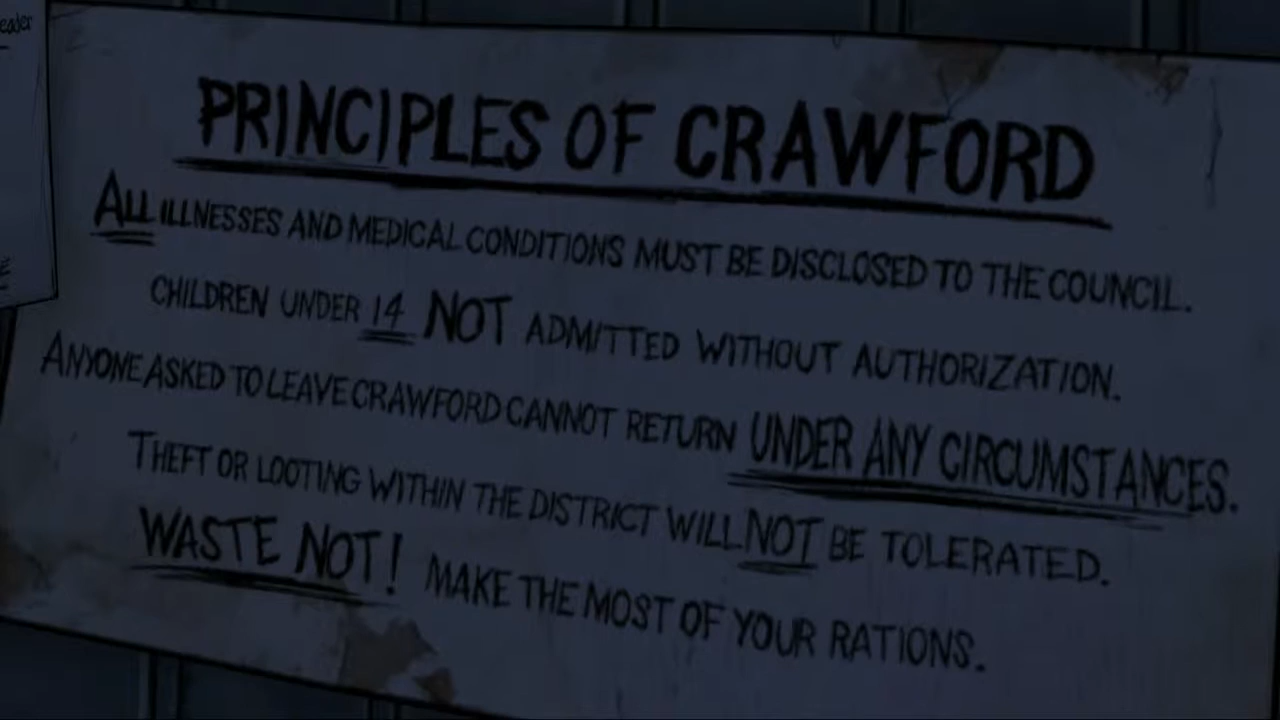 eader
PRINCIPLES OF CRAWFORD
ALL ILLNESSES AND MEDICAL CONDITIONS MUST BE DISCLOSED TO THE COUNCIL.
CHILDREN UNDER 14 NOT ADMITTED WITHOUT AUTHORIZATION.
ANYONE ASKED TO LEAVE CRAWFORD CANNOT RETURN UNDER ANY CIRCUMSTANCES.
THEFT OR LOOTING WITHIN THE DISTRICT WILL NOT BE TOLERATED.
WASTE NOT! MAKE THE MOST OF YOUR RATIONS.